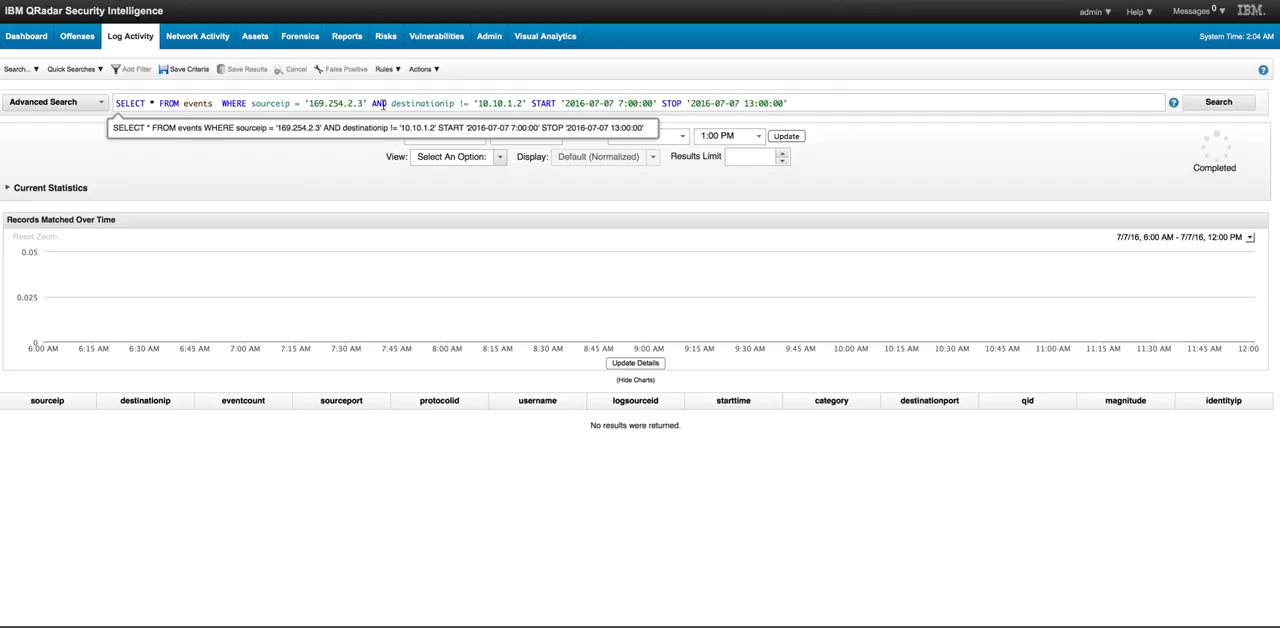 IBM QRadar Security Intelligence
admin ▼ Help ▼ Messages 0 ▼ IBM.
Dashboard Offenses Log Activity Network Activity Assets Forensics Reports Risks Vulnerabilities Admin Visual Analytics System Time: 2:04 AM
Search... ▼ Quick Searches ▼ Add Filter Save Criteria Save Results Cancel False Positive Rules ▼ Actions ▼ ?
Advanced Search SELECT * FROM events WHERE sourceip = '169.254.2.3' AND destinationip != '10.10.1.2' START '2016-07-07 7:00:00' STOP '2016-07-07 13:00:00' ? Search
SELECT * FROM events WHERE sourceip = '169.254.2.3' AND destinationip != '10.10.1.2' START '2016-07-07 7:00:00' STOP '2016-07-07 13:00:00'
1:00 PM Update
View: Select An Option: Display: Default (Normalized) Results Limit
Completed
Current Statistics
Records Matched Over Time
Reset Zoom 7/7/16, 6:00 AM - 7/7/16, 12:00 PM
0.05
0.025
0
6:00 AM 6:15 AM 6:30 AM 6:45 AM 7:00 AM 7:15 AM 7:30 AM 7:45 AM 8:00 AM 8:15 AM 8:30 AM 8:45 AM 9:00 AM 9:15 AM 9:30 AM 9:45 AM 10:00 AM 10:15 AM 10:30 AM 10:45 AM 11:00 AM 11:15 AM 11:30 AM 11:45 AM 12:00
Update Details
(Hide Charts)
sourceip destinationip eventcount sourceport protocolid username logsourceid starttime category destinationport qid magnitude identityip
No results were returned.